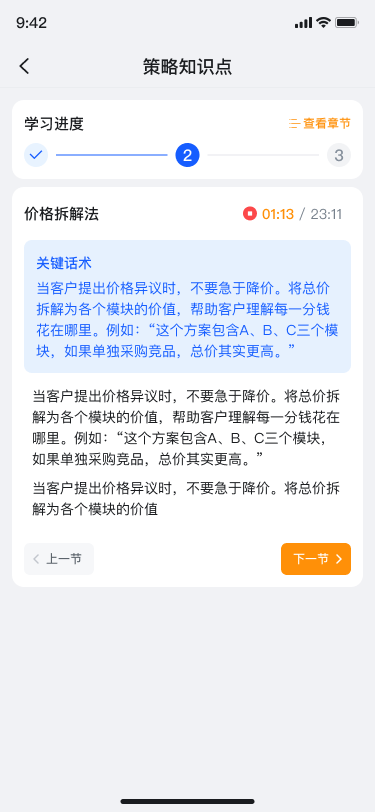 9:42
策略知识点
学习进度
查看章节
2
3
价格拆解法
01:13 / 23:11
关键话术
当客户提出价格异议时，不要急于降价。将总价
拆解为各个模块的价值，帮助客户理解每一分钱
花在哪里。例如：“这个方案包含A、B、C三个模
块，如果单独采购竞品，总价其实更高。”
当客户提出价格异议时，不要急于降价。将总价拆
解为各个模块的价值，帮助客户理解每一分钱花在
哪里。例如：“这个方案包含A、B、C三个模块，
如果单独采购竞品，总价其实更高。”
当客户提出价格异议时，不要急于降价。将总价拆
解为各个模块的价值
上一节
下一节